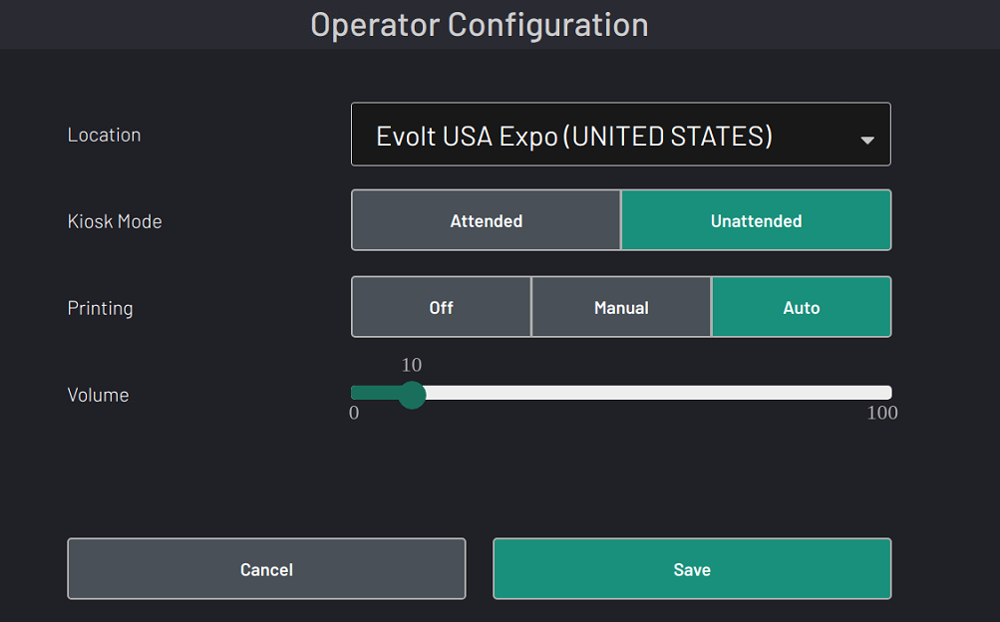 Operator Configuration
Location
Evolt USA Expo (UNITED STATES)
Kiosk Mode
Attended
Unattended
Printing
Off
Manual
Auto
10
Volume
0
100
Cancel
Save